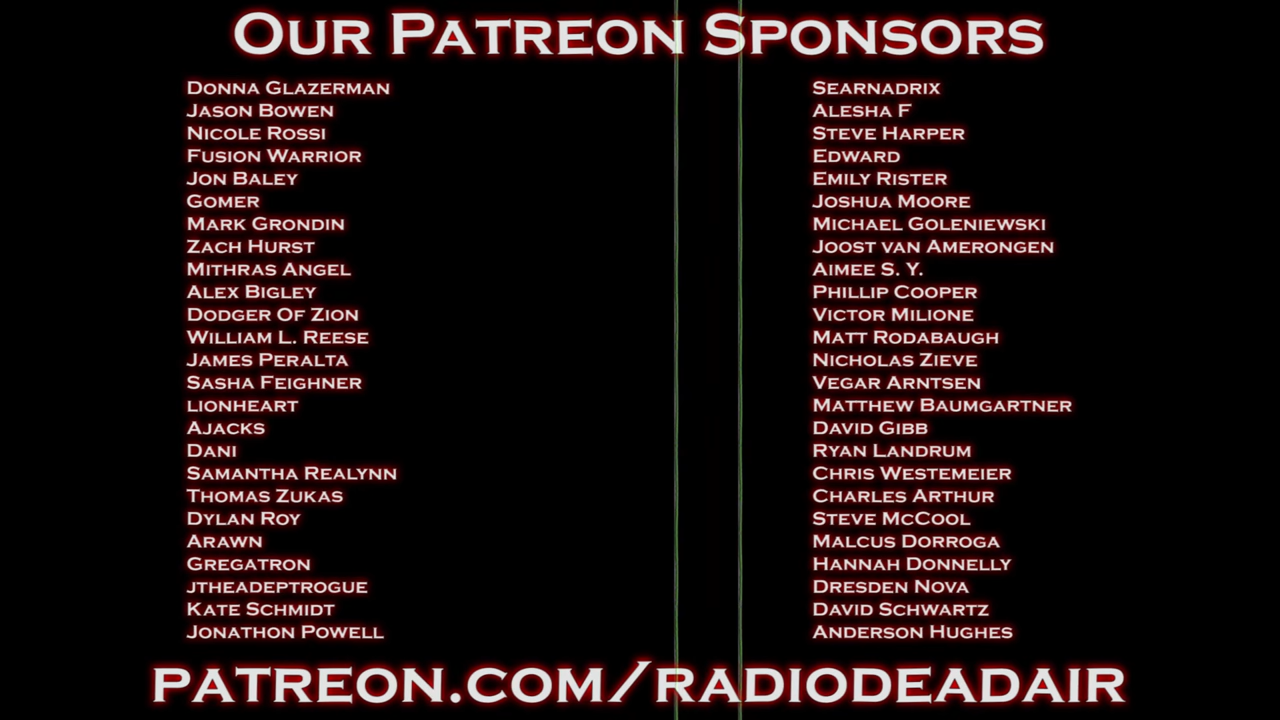 Our Patreon Sponsors
Donna Glazerman
Jason Bowen
Nicole Rossi
Fusion Warrior
Jon Baley
Gomer
Mark Grondin
Zach Hurst
Mithras Angel
Alex Bigley
Dodger Of Zion
William L. Reese
James Peralta
Sasha Feighner
lionheart
Ajacks
Dani
Samantha Realynn
Thomas Zukas
Dylan Roy
Arawn
Gregatron
jtheadeptrogue
Kate Schmidt
Jonathon Powell
Searnadrix
Alesha F
Steve Harper
Edward
Emily Rister
Joshua Moore
Michael Goleniewski
Joost van Amerongen
Aimee S. Y.
Phillip Cooper
Victor Milione
Matt Rodabaugh
Nicholas Zieve
Vegar Arntsen
Matthew Baumgartner
David Gibb
Ryan Landrum
Chris Westemeier
Charles Arthur
Steve McCool
Malcus Dorroga
Hannah Donnelly
Dresden Nova
David Schwartz
Anderson Hughes
patreon.com/radiodeadair